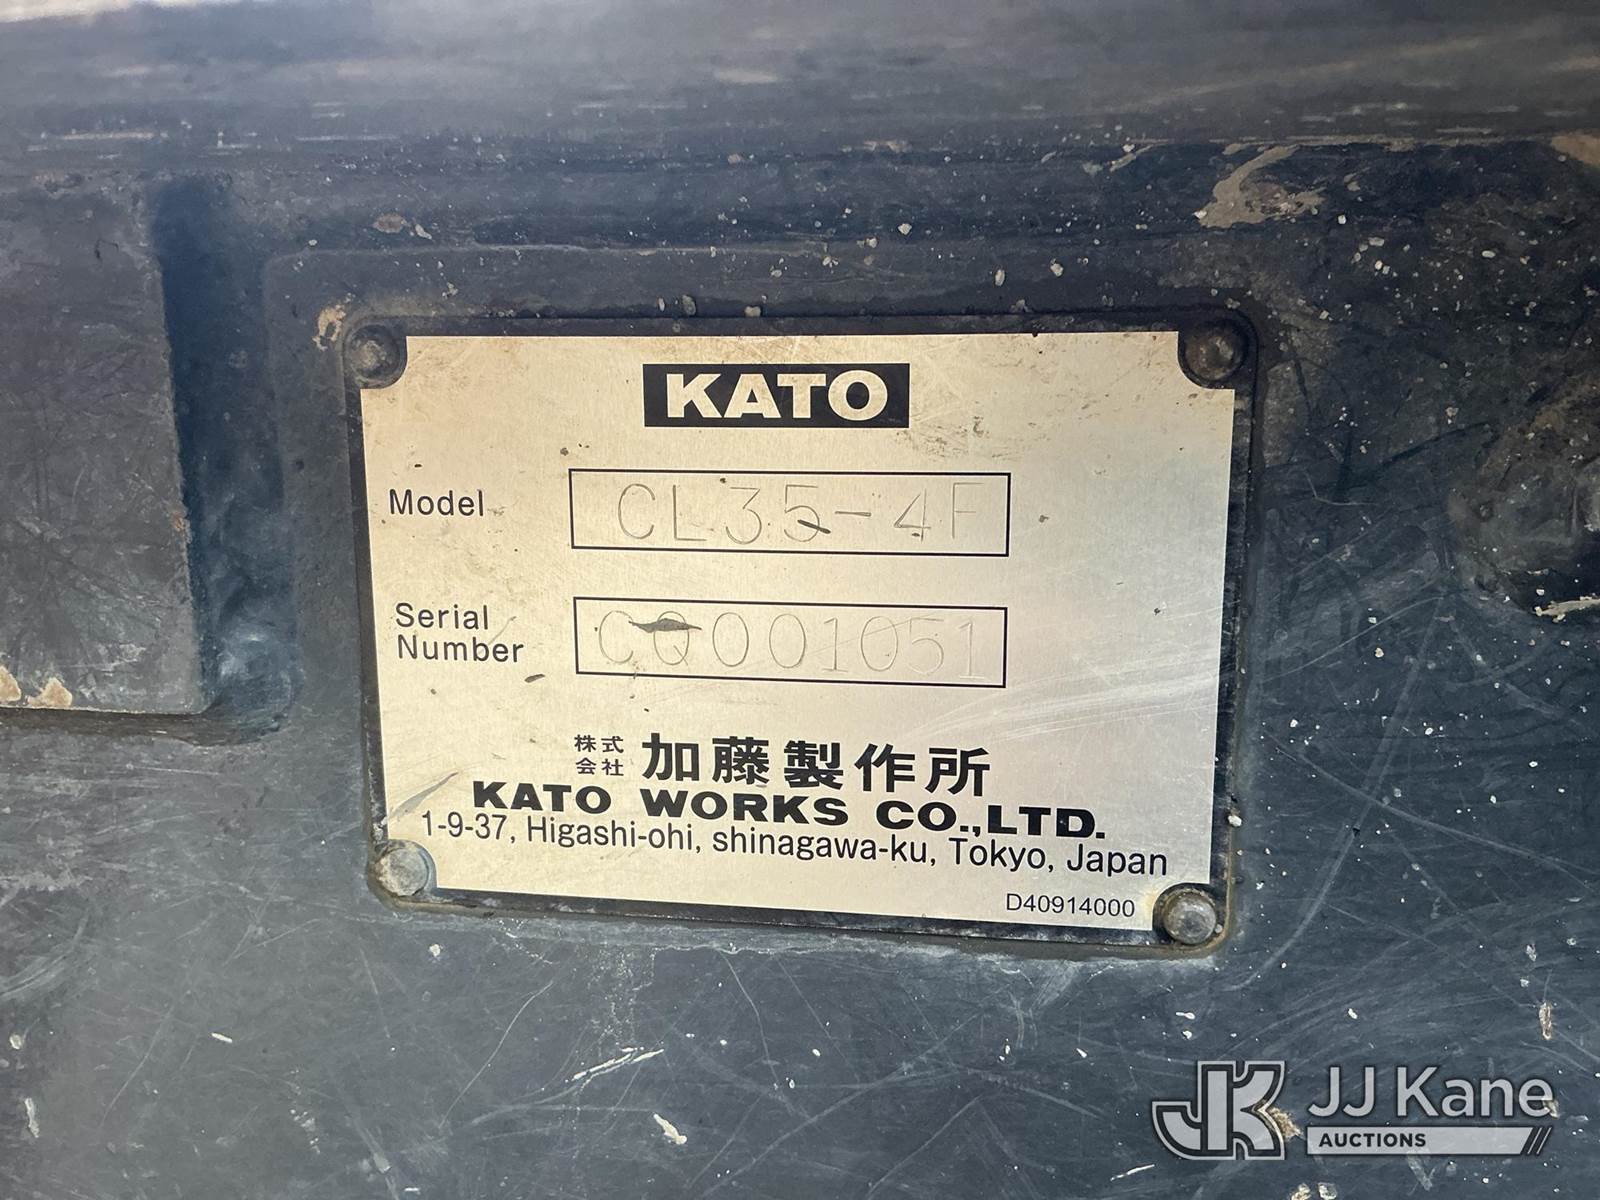 KATO
Model CL35-4F
Serial Number CQ001051
株式会社 加藤製作所
KATO WORKS CO.,LTD.
1-9-37, Higashi-ohi, shinagawa-ku, Tokyo, Japan
D40914000
JK JJ Kane
AUCTIONS